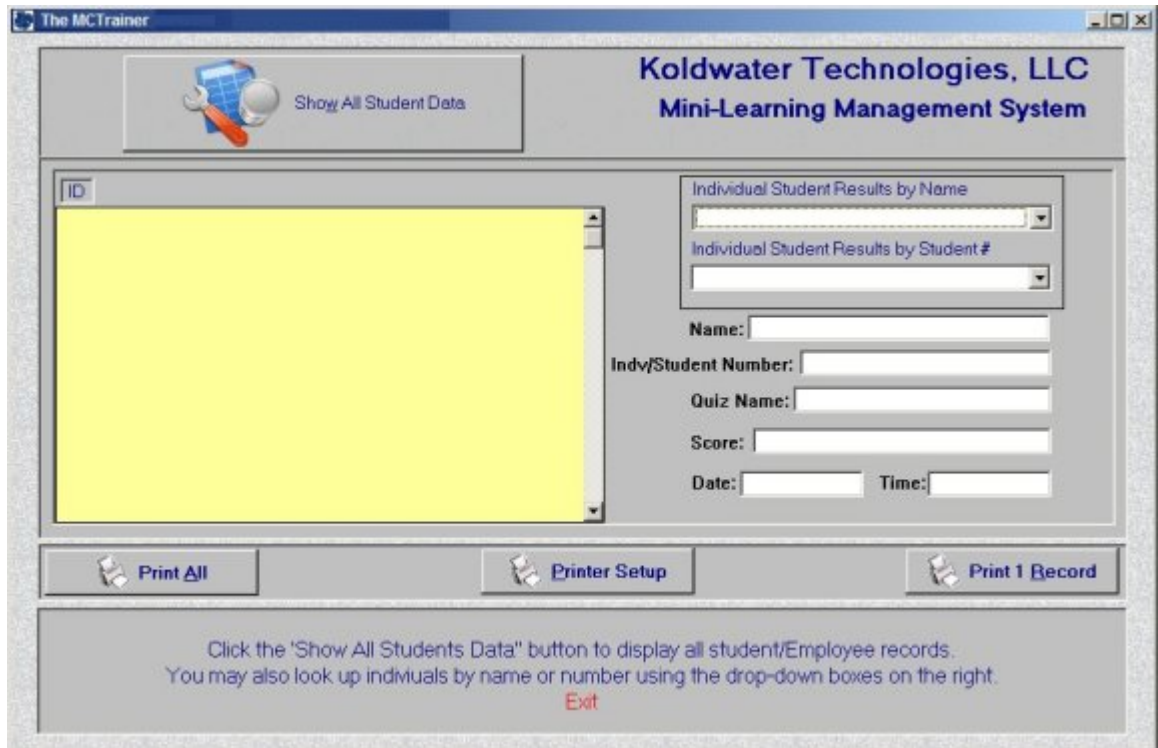 The MCTrainer
Show All Student Data
Koldwater Technologies, LLC
Mini-Learning Management System
ID
Individual Student Results by Name
Individual Student Results by Student #
Name:
Indv/Student Number:
Quiz Name:
Score:
Date: Time:
Print All
Printer Setup
Print 1 Record
Click the 'Show All Students Data" button to display all student/Employee records.
You may also look up indiviuals by name or number using the drop-down boxes on the right.
Exit